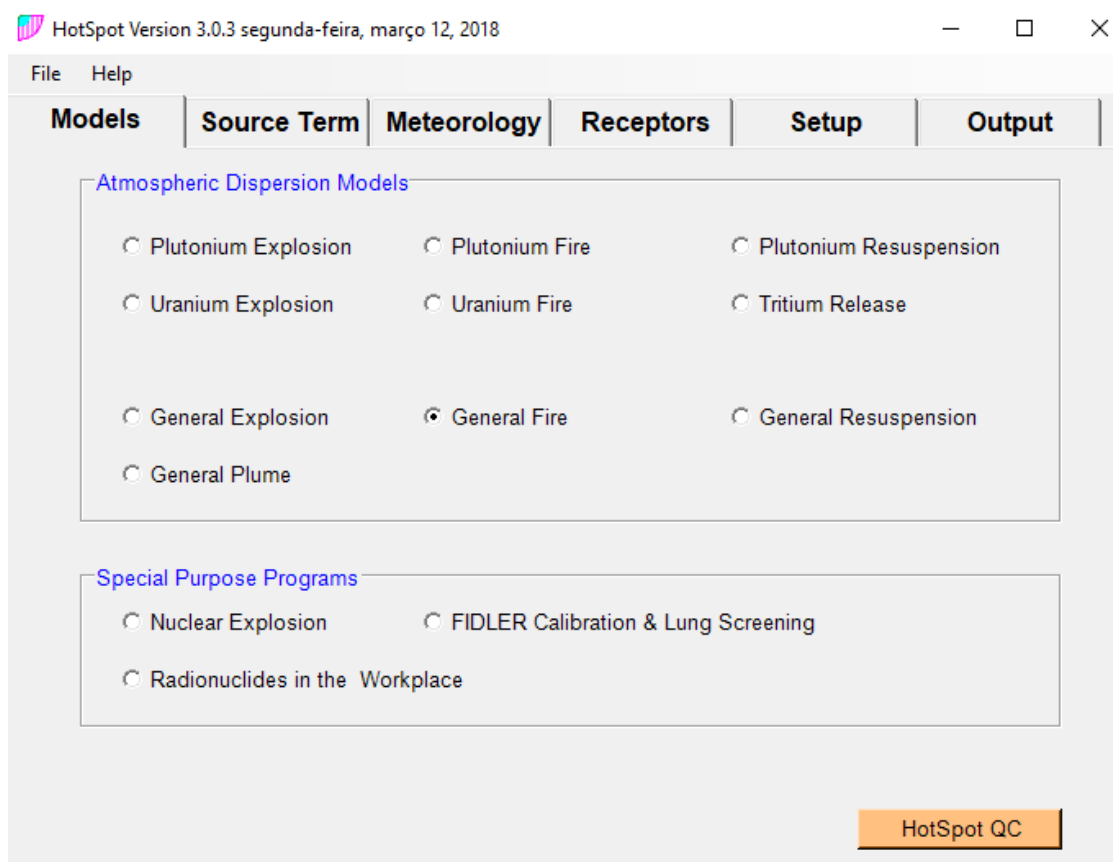 HotSpot Version 3.0.3 segunda-feira, março 12, 2018
File Help
Models Source Term Meteorology Receptors Setup Output
Atmospheric Dispersion Models
Plutonium Explosion Plutonium Fire Plutonium Resuspension
Uranium Explosion Uranium Fire Tritium Release
General Explosion General Fire General Resuspension
General Plume
Special Purpose Programs
Nuclear Explosion FIDLER Calibration & Lung Screening
Radionuclides in the Workplace
HotSpot QC